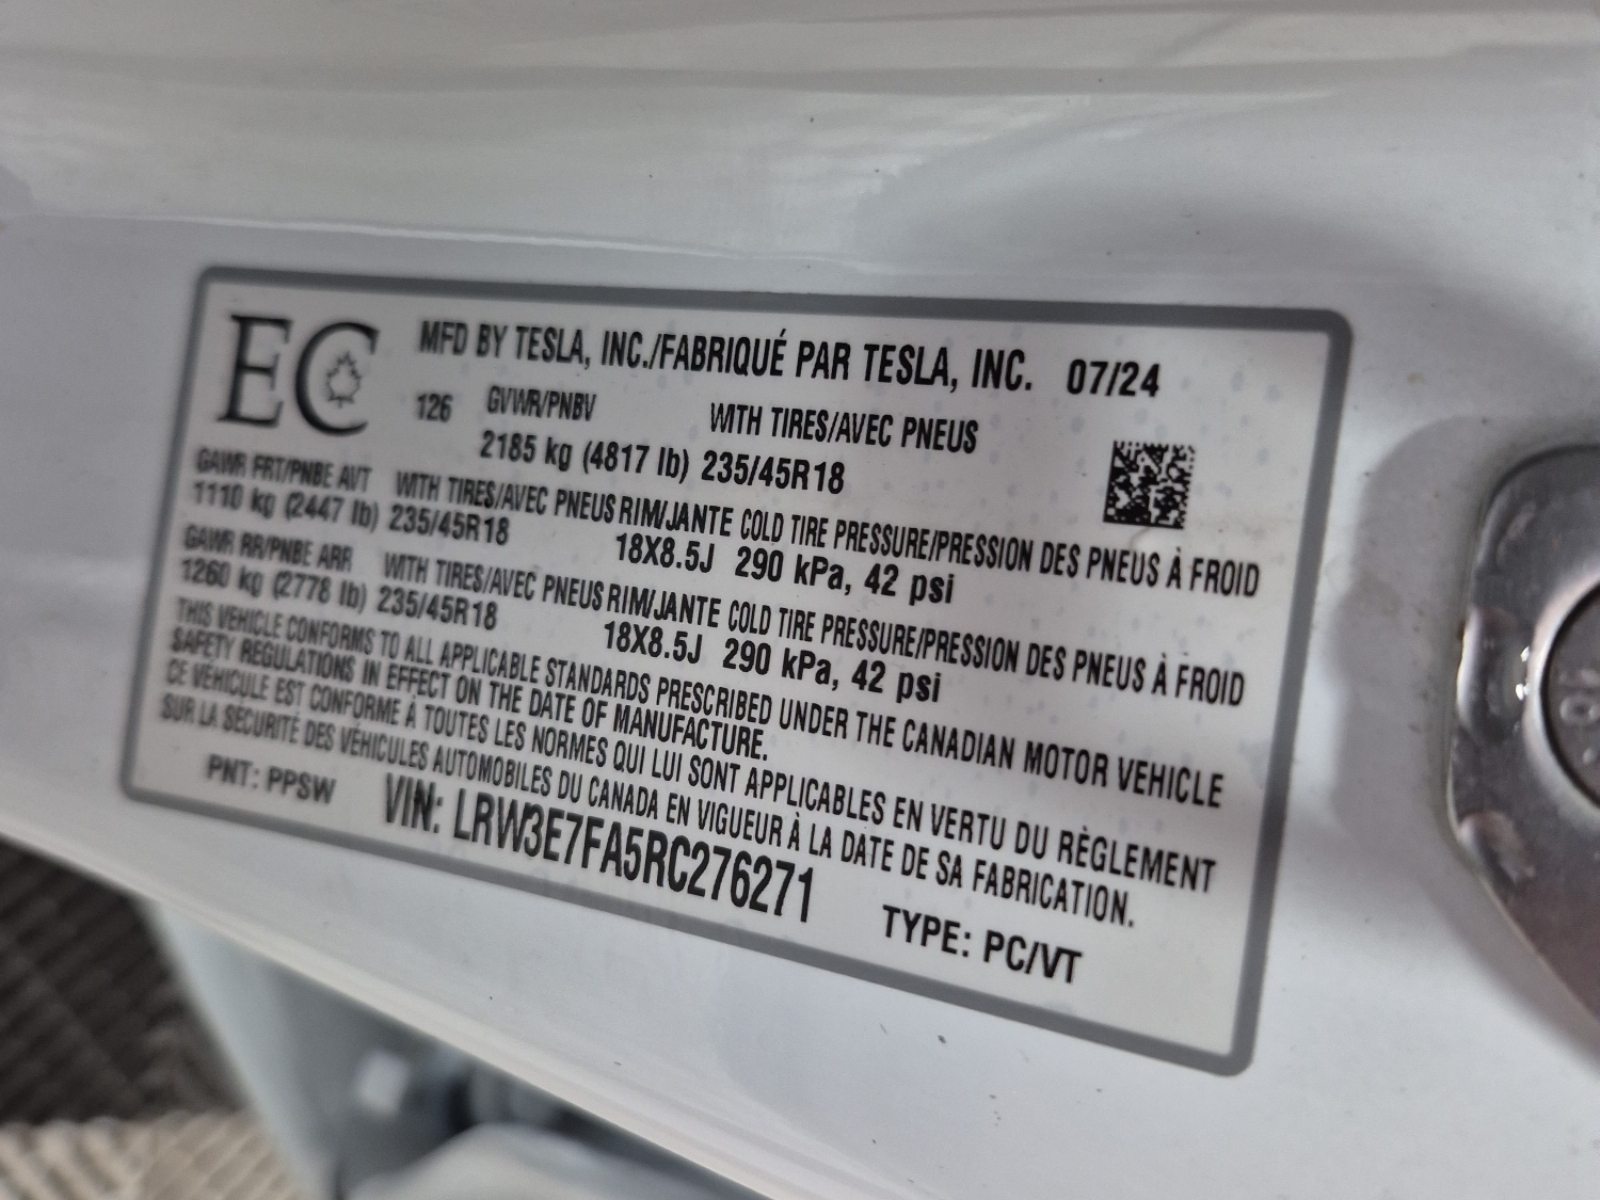 EC
MFD BY TESLA, INC./FABRIQUÉ PAR TESLA, INC. 07/24
126 GVWR/PNBV WITH TIRES/AVEC PNEUS
2185 kg (4817 lb) 235/45R18
GAWR FRT/PNBE AVT WITH TIRES/AVEC PNEUS RIM/JANTE COLD TIRE PRESSURE/PRESSION DES PNEUS À FROID
1110 kg (2447 lb) 235/45R18 18X8.5J 290 kPa, 42 psi
GAWR RR/PNBE ARR WITH TIRES/AVEC PNEUS RIM/JANTE COLD TIRE PRESSURE/PRESSION DES PNEUS À FROID
1260 kg (2778 lb) 235/45R18 18X8.5J 290 kPa, 42 psi
THIS VEHICLE CONFORMS TO ALL APPLICABLE STANDARDS PRESCRIBED UNDER THE CANADIAN MOTOR VEHICLE
SAFETY REGULATIONS IN EFFECT ON THE DATE OF MANUFACTURE.
CE VÉHICULE EST CONFORME À TOUTES LES NORMES QUI LUI SONT APPLICABLES EN VERTU DU RÈGLEMENT
SUR LA SÉCURITÉ DES VÉHICULES AUTOMOBILES DU CANADA EN VIGUEUR À LA DATE DE SA FABRICATION.
PNT: PPSW VIN: LRW3E7FA5RC276271 TYPE: PC/VT